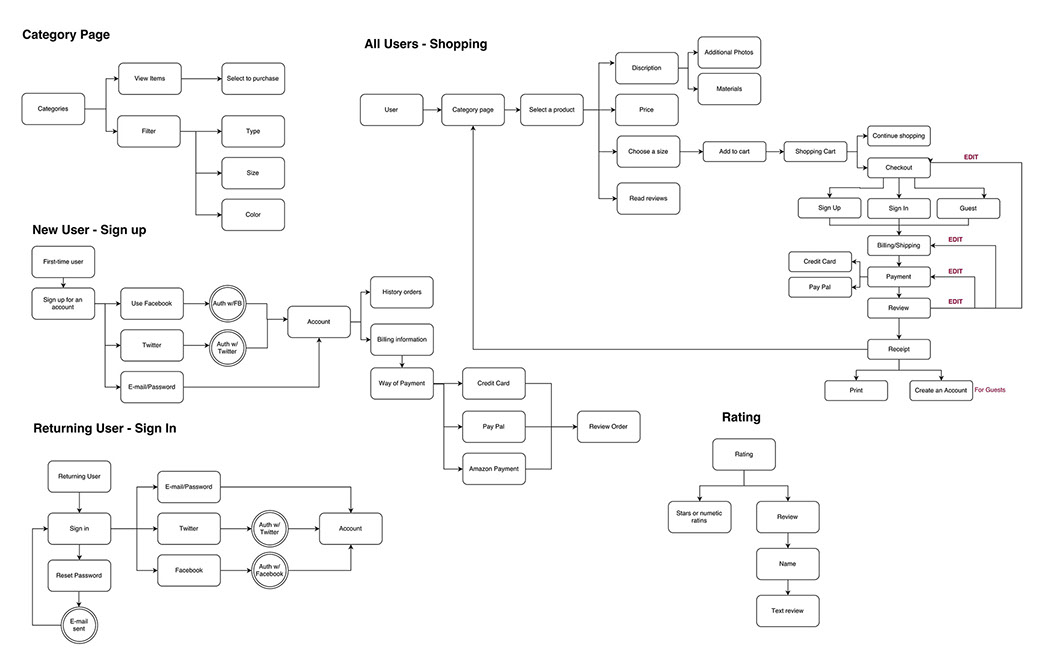 Category Page
Categories
View Items
Select to purchase
Filter
Type
Size
Color
All Users - Shopping
User
Category page
Select a product
Discription
Additional Photos
Materials
Price
Choose a size
Add to cart
Shopping Cart
Continue shopping
Checkout
EDIT
Read reviews
Sign Up
Sign In
Guest
Billing/Shipping
EDIT
Credit Card
Pay Pal
Payment
EDIT
Review
EDIT
Receipt
Print
Create an Account
For Guests
New User - Sign up
First-time user
Sign up for an
account
Use Facebook
Auth w/FB
Twitter
Auth w/
Twitter
E-mail/Password
Account
History orders
Billing information
Way of Payment
Credit Card
Pay Pal
Amazon Payment
Review Order
Returning User - Sign In
Returning User
Sign in
Reset Password
E-mail
sent
E-mail/Password
Twitter
Auth w/
Twitter
Facebook
Auth w/
Facebook
Account
Rating
Rating
Stars or numetic
ratins
Review
Name
Text review